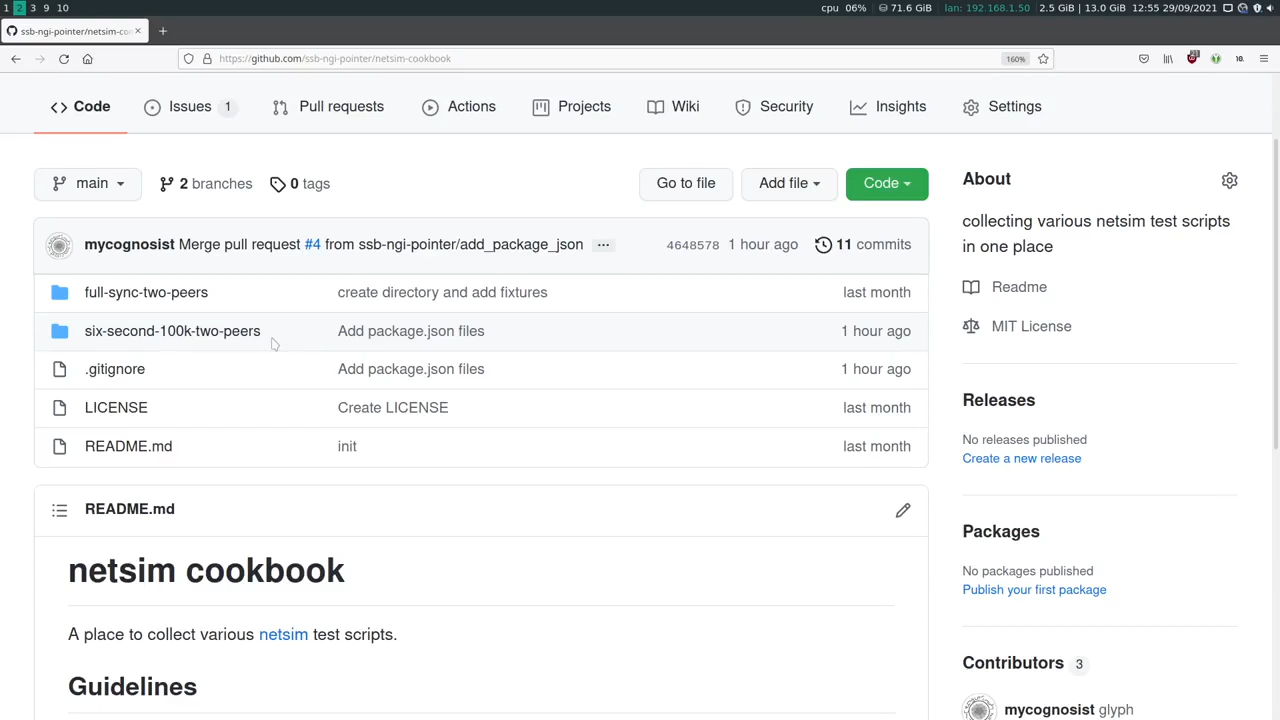 1 2 3 9 10
cpu 06% 71.6 GiB lan: 192.168.1.50 2.5 GiB | 13.0 GiB 12:55 29/09/2021
ssb-ngi-pointer/netsim-co
https://github.com/ssb-ngi-pointer/netsim-cookbook 160%
Code
Issues 1
Pull requests
Actions
Projects
Wiki
Security
Insights
Settings
main
2 branches
0 tags
Go to file
Add file
Code
mycognosist Merge pull request #4 from ssb-ngi-pointer/add_package_json ... 4648578 1 hour ago 11 commits
full-sync-two-peers create directory and add fixtures last month
six-second-100k-two-peers Add package.json files 1 hour ago
.gitignore Add package.json files 1 hour ago
LICENSE Create LICENSE last month
README.md init last month
README.md
netsim cookbook
A place to collect various netsim test scripts.
Guidelines
About
collecting various netsim test scripts
in one place
Readme
MIT License
Releases
No releases published
Create a new release
Packages
No packages published
Publish your first package
Contributors 3
mycognosist glyph